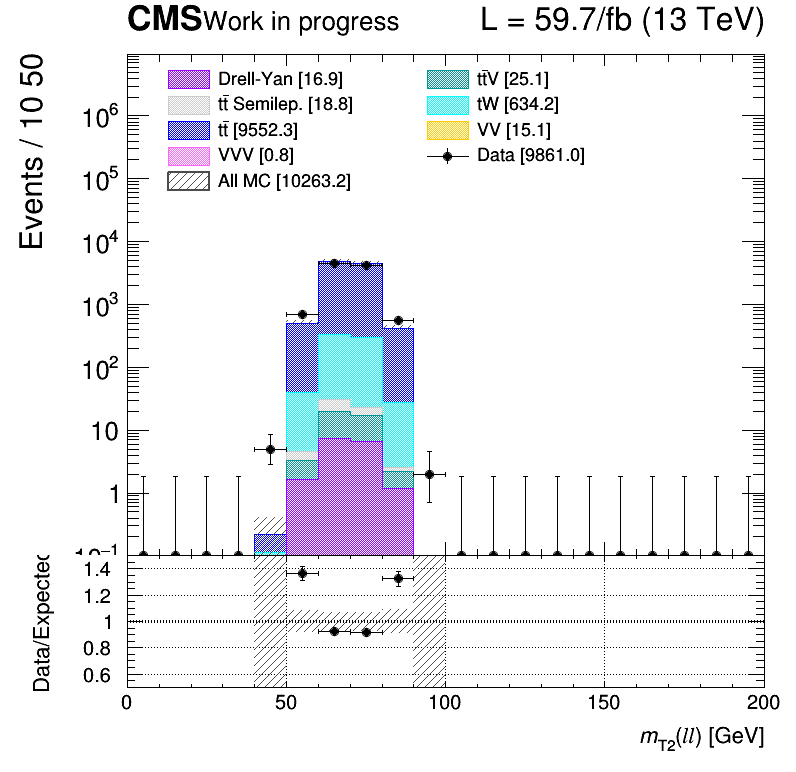 CMS Work in progress L = 59.7/fb (13 TeV)
Events / 10 50
Drell-Yan [16.9]
tt̄ Semilep. [18.8]
tt̄ [9552.3]
VVV [0.8]
All MC [10263.2]
tt̄V [25.1]
tW [634.2]
VV [15.1]
Data [9861.0]
10⁶
10⁵
10⁴
10³
10²
10
1
10⁻¹
Data/Expected
1.4
1.2
1
0.8
0.6
0 50 100 150 200
m_T2(ll) [GeV]